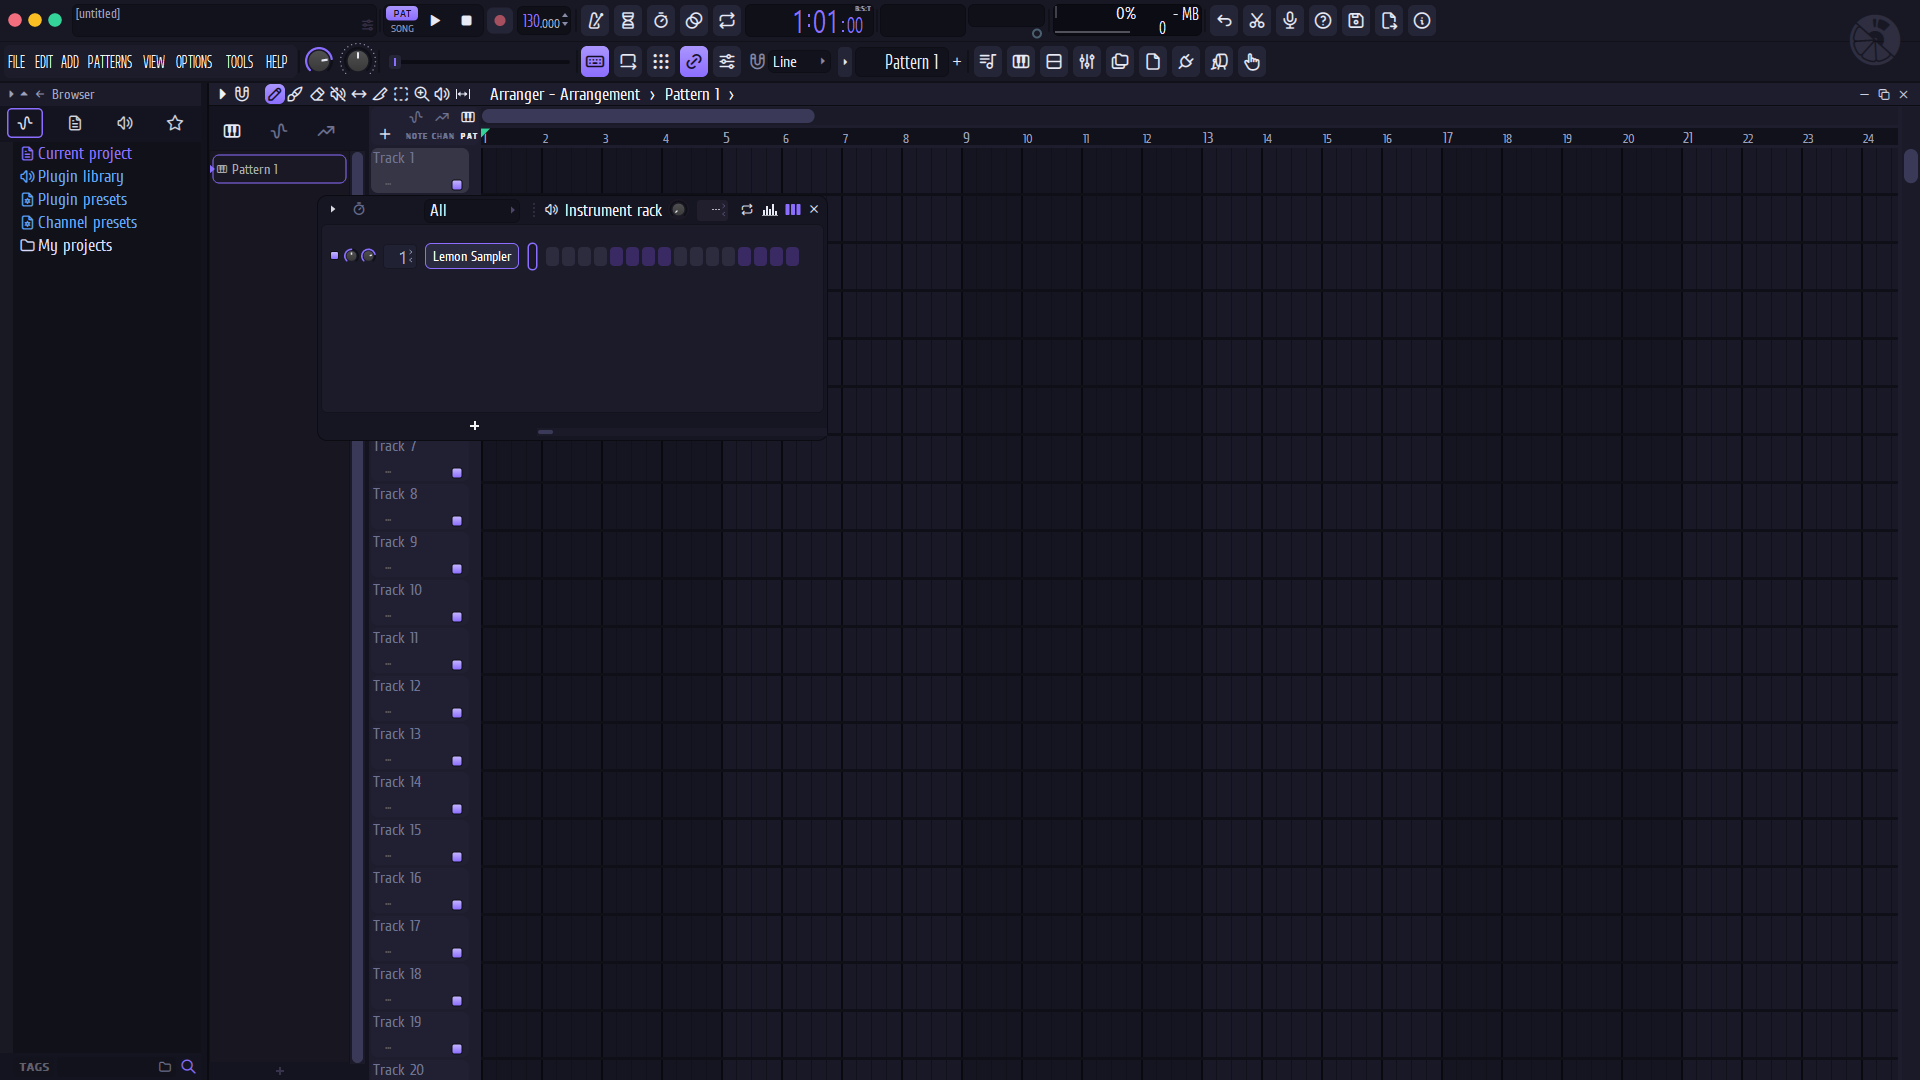 [untitled]
PAT
SONG
130.000
1:01:00
B:S:T
0%
- MB
0
FILE EDIT ADD PATTERNS VIEW OPTIONS TOOLS HELP
Line
Pattern 1
Browser
Arranger - Arrangement › Pattern 1 ›
NOTE CHAN PAT
1 2 3 4 5 6 7 8 9 10 11 12 13 14 15 16 17 18 19 20 21 22 23 24
Current project
Plugin library
Plugin presets
Channel presets
My projects
Pattern 1
Track 1
All
Instrument rack
1
Lemon Sampler
Track 7
Track 8
Track 9
Track 10
Track 11
Track 12
Track 13
Track 14
Track 15
Track 16
Track 17
Track 18
Track 19
Track 20
TAGS